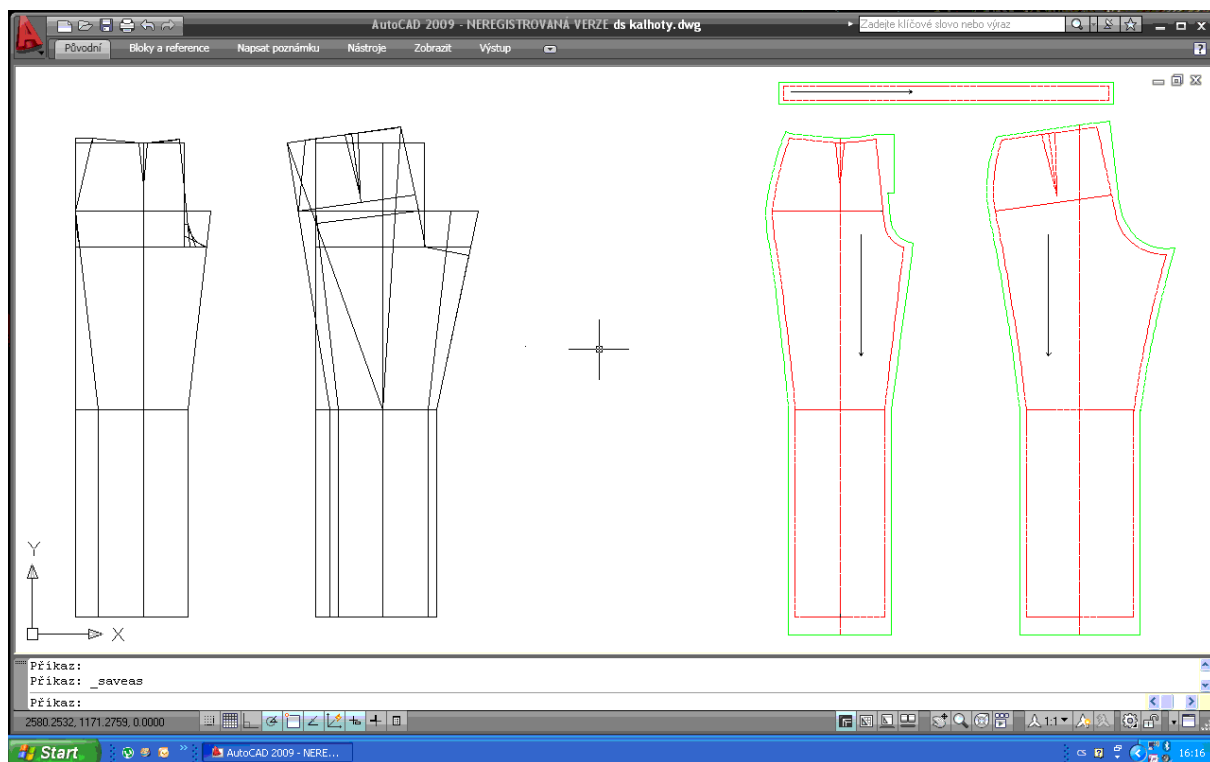 AutoCAD 2009 - NEREGISTROVANÁ VERZE ds kalhoty.dwg
Zadejte klíčové slovo nebo výraz
Původní Bloky a reference Napsat poznámku Nástroje Zobrazit Výstup
Y
X
Příkaz:
Příkaz: _saveas
Příkaz:
2580.2532, 1171.2759, 0.0000 1:1
Start AutoCAD 2009 - NERE... CS 16:16